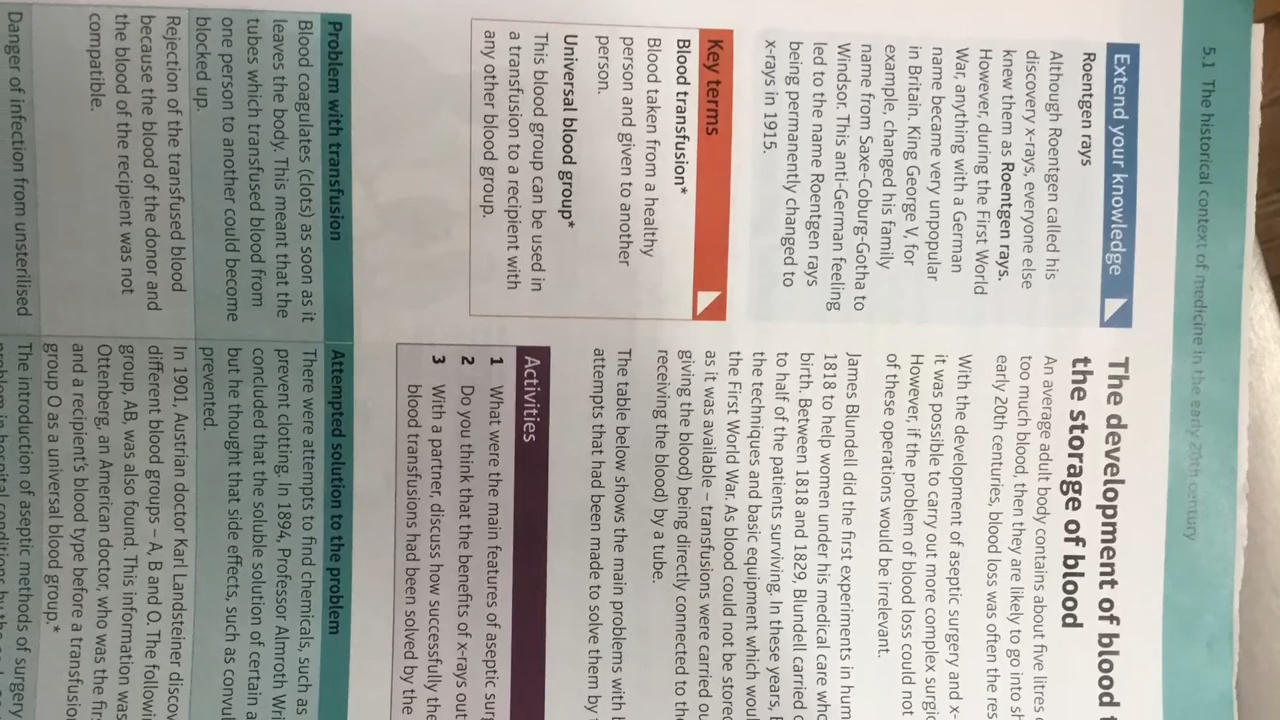 5.1 The historical context of medicine in the early 20th century
Extend your knowledge
Roentgen rays
Although Roentgen called his
discovery x-rays, everyone else
knew them as Roentgen rays.
However, during the First World
War, anything with a German
name became very unpopular
in Britain. King George V, for
example, changed his family
name from Saxe-Coburg-Gotha to
Windsor. This anti-German feeling
led to the name Roentgen rays
being permanently changed to
x-rays in 1915.
Key terms
Blood transfusion*
Blood taken from a healthy
person and given to another
person.
Universal blood group*
This blood group can be used in
a transfusion to a recipient with
any other blood group.
The development of blood
the storage of blood
An average adult body contains about five litres
too much blood, then they are likely to go into
early 20th centuries, blood loss was often the
With the development of aseptic surgery and x-
it was possible to carry out more complex
However, if the problem of blood loss could not
of these operations would be irrelevant.
James Blundell did the first experiments in
1818 to help women under his medical care
birth. Between 1818 and 1829, Blundell carried
to half of the patients surviving. In these years,
the techniques and basic equipment which
the First World War. As blood could not be
as it was available – transfusions were carried
giving the blood) being directly connected to the
receiving the blood) by a tube.
The table below shows the main problems with
attempts that had been made to solve them by
Activities
1 What were the main features of aseptic
2 Do you think that the benefits of x-rays
3 With a partner, discuss how successfully the
blood transfusions had been solved by the
Problem with transfusion
Attempted solution to the problem
Blood coagulates (clots) as soon as it
leaves the body. This meant that the
tubes which transfused blood from
one person to another could become
blocked up.
There were attempts to find chemicals, such as
prevent clotting. In 1894, Professor Almroth
concluded that the soluble solution of certain
but he thought that side effects, such as
prevented.
Rejection of the transfused blood
because the blood of the donor and
the blood of the recipient was not
compatible.
In 1901, Austrian doctor Karl Landsteiner
different blood groups – A, B and O. The
group, AB, was also found. This information was
Ottenberg, an American doctor, who was the
and a recipient's blood type before a
group O as a universal blood group.*
Danger of infection from unsterilised
The introduction of aseptic methods of surgery
problem in hospital conditions by the